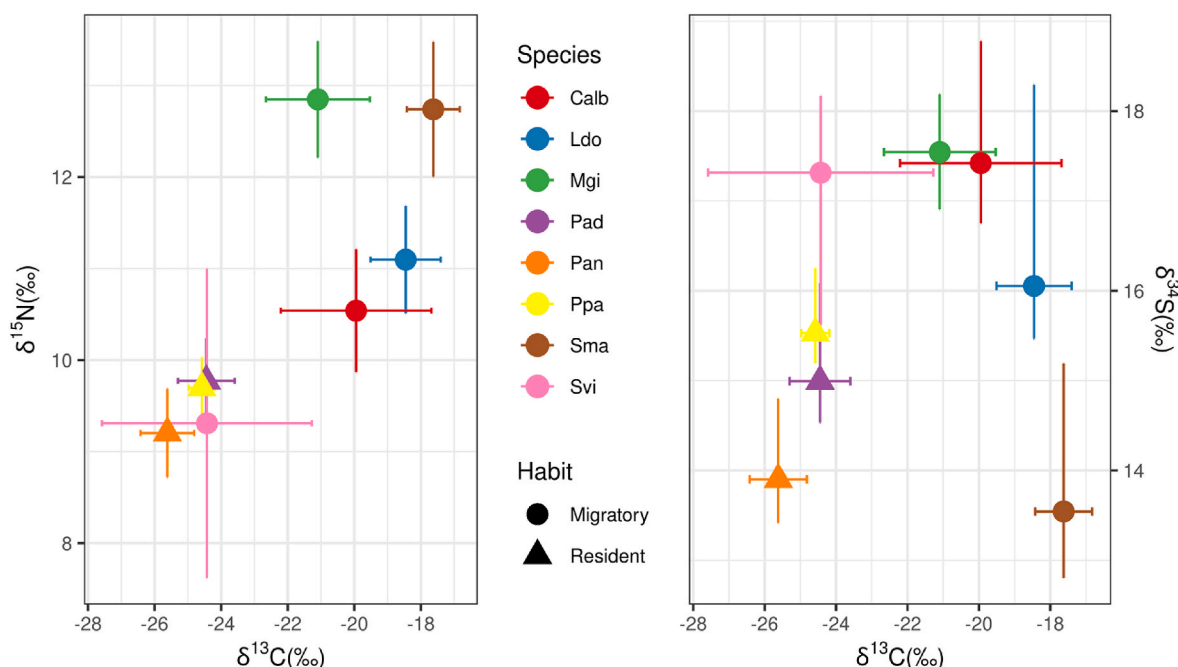 δ15N(‰)
12
10
8
-28 -26 -24 -22 -20 -18
δ13C(‰)
Species
Calb
Ldo
Mgi
Pad
Pan
Ppa
Sma
Svi
Habit
Migratory
Resident
18
16
14
δ34S(‰)
-28 -26 -24 -22 -20 -18
δ13C(‰)